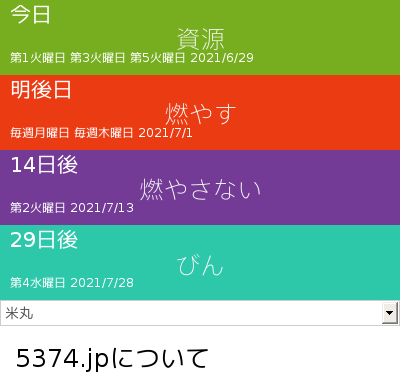 今日
資源
第1火曜日 第3火曜日 第5火曜日 2021/6/29
明後日
燃やす
毎週月曜日 毎週木曜日 2021/7/1
14日後
燃やさない
第2火曜日 2021/7/13
29日後
びん
第4水曜日 2021/7/28
米丸
5374.jpについて